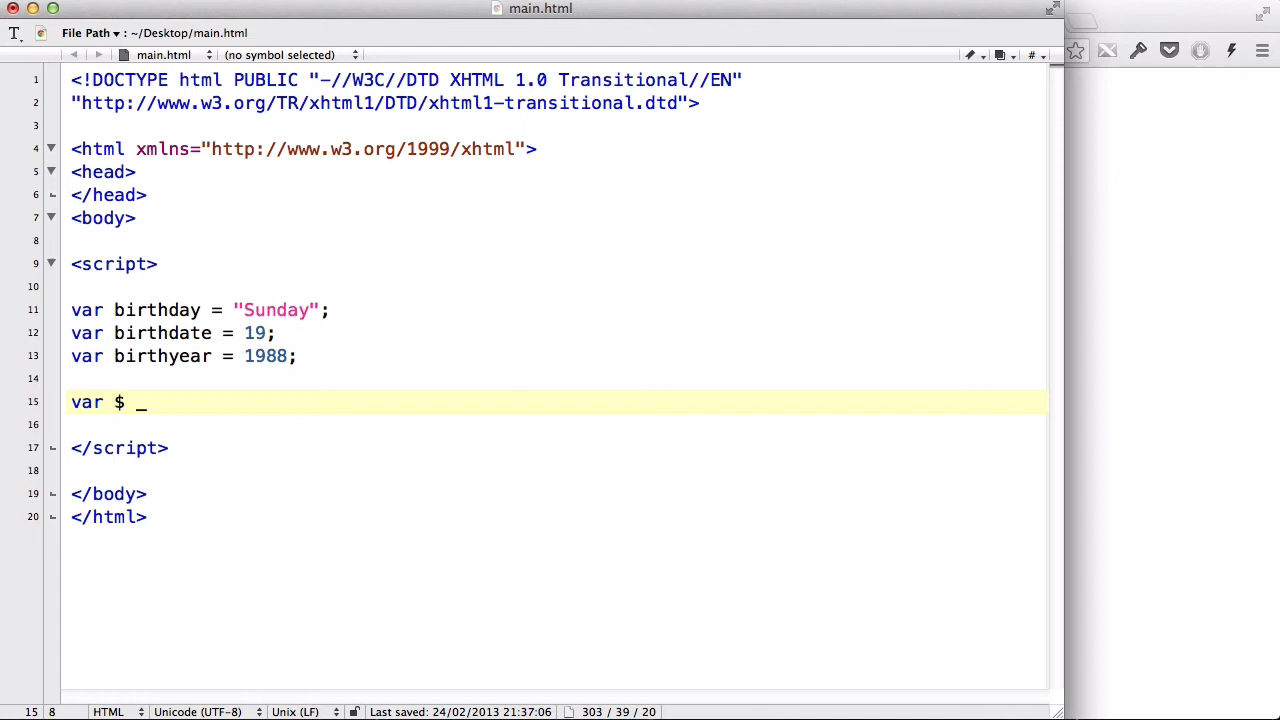 main.html
File Path : ~/Desktop/main.html
main.html (no symbol selected) #
1 <!DOCTYPE html PUBLIC "-//W3C//DTD XHTML 1.0 Transitional//EN"
2 "http://www.w3.org/TR/xhtml1/DTD/xhtml1-transitional.dtd">
3
4 <html xmlns="http://www.w3.org/1999/xhtml">
5 <head>
6 </head>
7 <body>
8
9 <script>
10
11 var birthday = "Sunday";
12 var birthdate = 19;
13 var birthyear = 1988;
14
15 var $ _
16
17 </script>
18
19 </body>
20 </html>
15 8 HTML Unicode (UTF-8) Unix (LF) Last saved: 24/02/2013 21:37:06 303 / 39 / 20